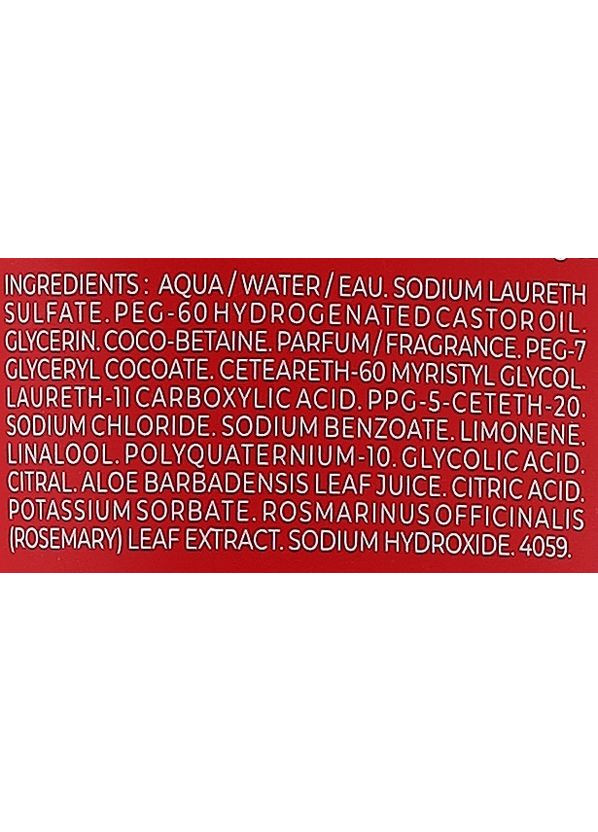 INGREDIENTS : AQUA / WATER / EAU. SODIUM LAURETH
SULFATE. PEG-60 HYDROGENATED CASTOR OIL.
GLYCERIN. COCO-BETAINE. PARFUM / FRAGRANCE. PEG-7
GLYCERYL COCOATE. CETEARETH-60 MYRISTYL GLYCOL.
LAURETH-11 CARBOXYLIC ACID. PPG-5-CETETH-20.
SODIUM CHLORIDE. SODIUM BENZOATE. LIMONENE.
LINALOOL. POLYQUATERNIUM-10. GLYCOLIC ACID.
CITRAL. ALOE BARBADENSIS LEAF JUICE. CITRIC ACID.
POTASSIUM SORBATE. ROSMARINUS OFFICINALIS
(ROSEMARY) LEAF EXTRACT. SODIUM HYDROXIDE. 4059.